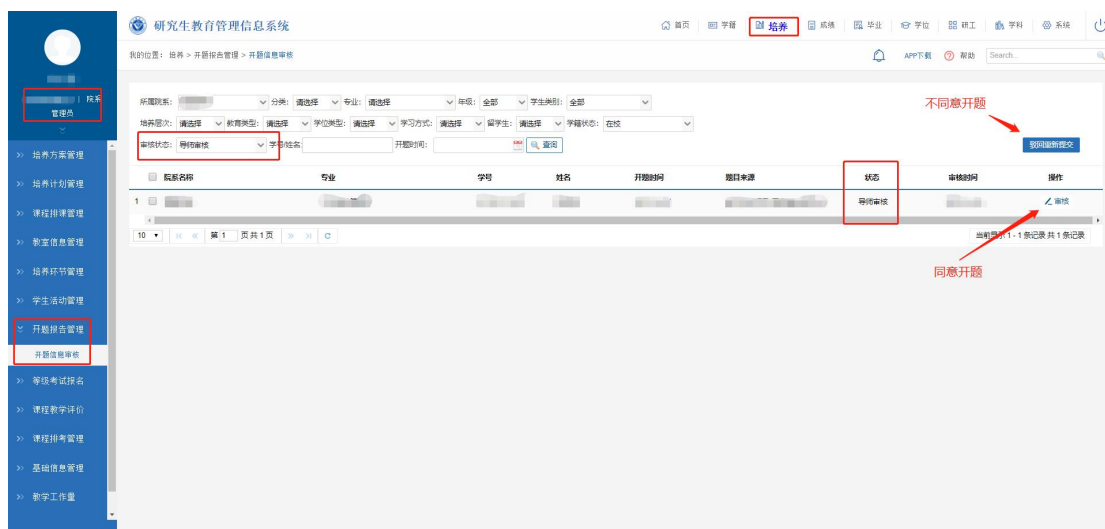 研究生教育管理信息系统
首页 学籍 培养 成绩 毕业 学位 研工 学科 系统
我的位置： 培养 > 开题报告管理 > 开题信息审核
APP下载 帮助 Search...
| 院系
管理员
所属院系: 分类: 请选择 专业: 请选择 年级: 全部 学生类别: 全部
不同意开题
培养层次: 请选择 教育类型: 请选择 学位类型: 请选择 学习方式: 请选择 留学生: 请选择 学籍状态: 在校
审核状态: 导师审核 学号/姓名: 开题时间: 查询
驳回重新提交
院系名称 专业 学号 姓名 开题时间 题目来源 状态 审核时间 操作
1 导师审核 审核
10 第 1 页共 1 页 当前显示 1 - 1 条记录 共 1 条记录
同意开题
培养方案管理
培养计划管理
课程排课管理
教室信息管理
培养环节管理
学生活动管理
开题报告管理
开题信息审核
等级考试报名
课程教学评价
课程排考管理
基础信息管理
教学工作量